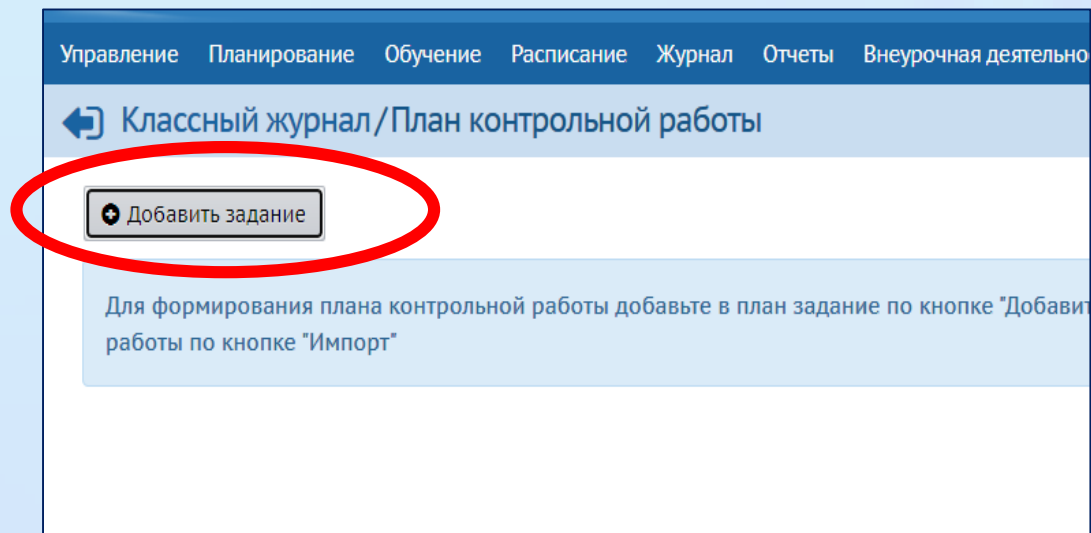 Управление Планирование Обучение Расписание Журнал Отчеты Внеурочная деятельно
Классный журнал / План контрольной работы
Добавить задание
Для формирования плана контрольной работы добавьте в план задание по кнопке "Добавит
работы по кнопке "Импорт"